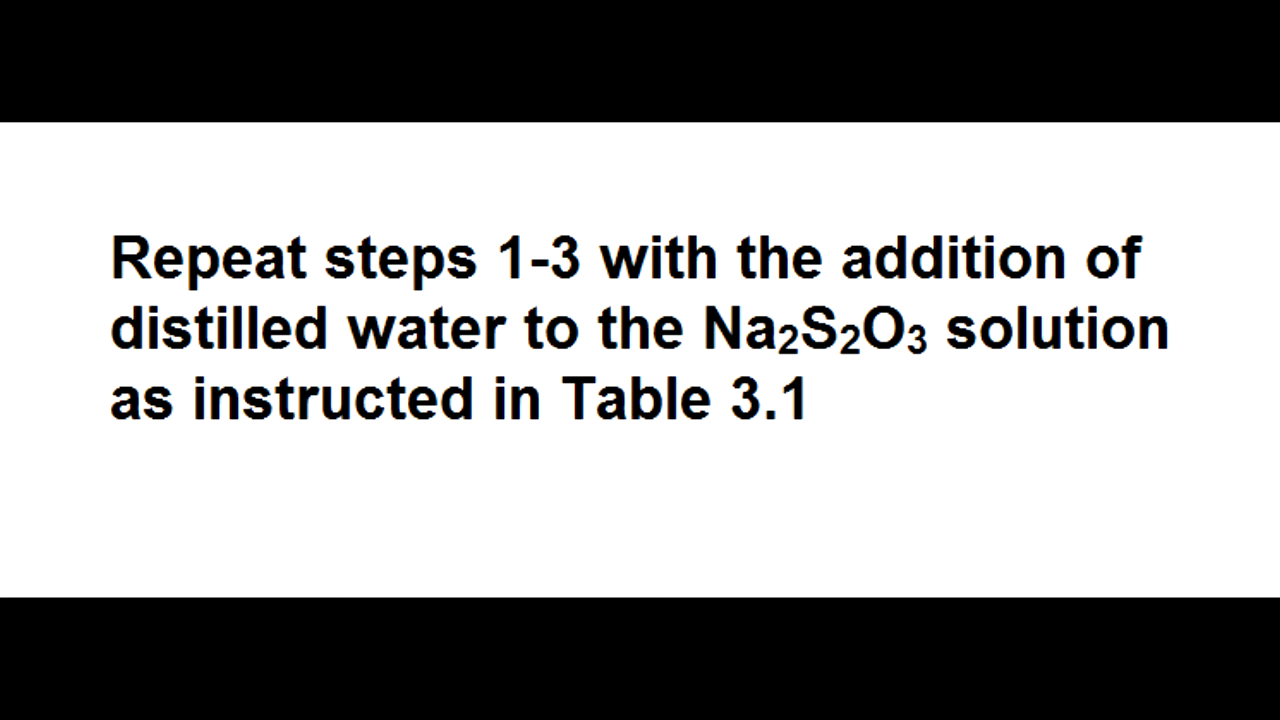 Repeat steps 1-3 with the addition of
distilled water to the Na₂S₂O₃ solution
as instructed in Table 3.1